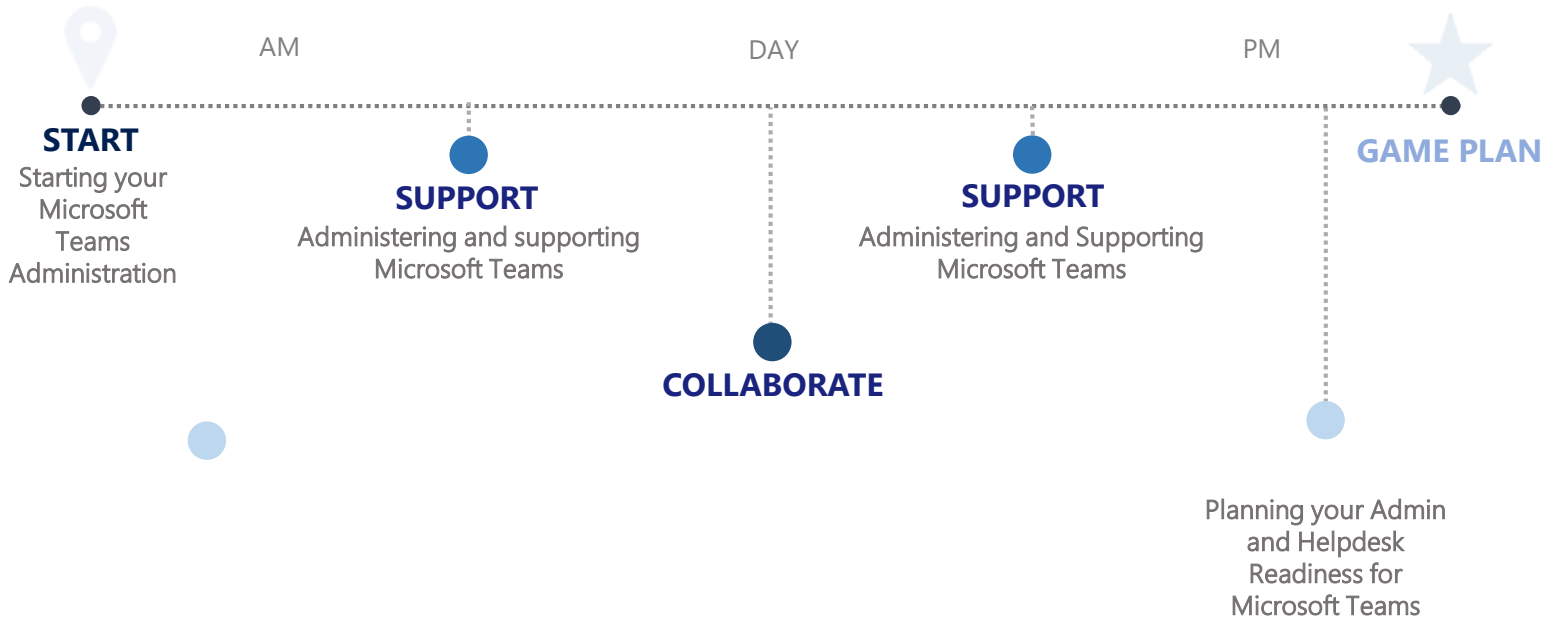 AM
DAY
PM
START
Starting your
Microsoft
Teams
Administration
SUPPORT
Administering and supporting
Microsoft Teams
COLLABORATE
SUPPORT
Administering and Supporting
Microsoft Teams
GAME PLAN
Planning your Admin
and Helpdesk
Readiness for
Microsoft Teams